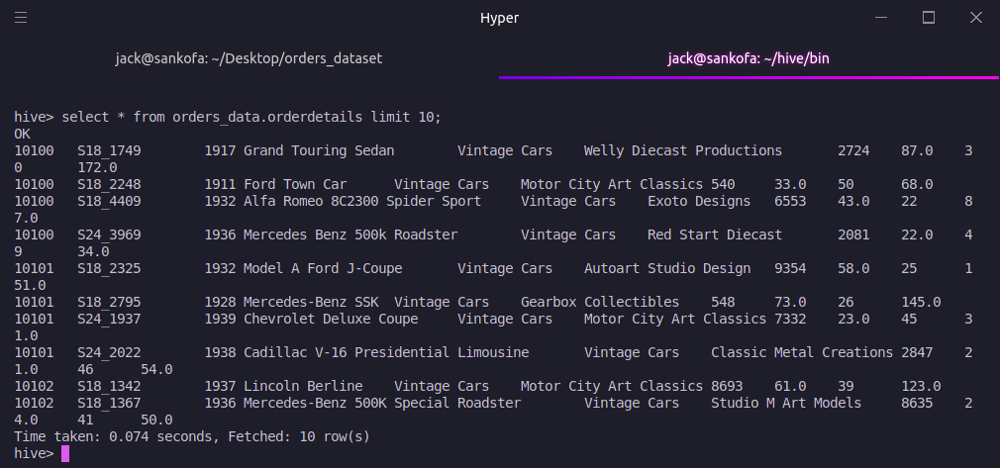 Hyper
jack@sankofa: ~/Desktop/orders_dataset
jack@sankofa: ~/hive/bin
hive> select * from orders_data.orderdetails limit 10;
OK
10100   S18_1749        1917 Grand Touring Sedan        Vintage Cars    Welly Diecast Productions       2724    87.0    3
0       172.0
10100   S18_2248        1911 Ford Town Car      Vintage Cars    Motor City Art Classics 540     33.0    50      68.0
10100   S18_4409        1932 Alfa Romeo 8C2300 Spider Sport     Vintage Cars    Exoto Designs   6553    43.0    22      8
7.0
10100   S24_3969        1936 Mercedes Benz 500k Roadster        Vintage Cars    Red Start Diecast       2081    22.0    4
9       34.0
10101   S18_2325        1932 Model A Ford J-Coupe       Vintage Cars    Autoart Studio Design   9354    58.0    25      1
51.0
10101   S18_2795        1928 Mercedes-Benz SSK  Vintage Cars    Gearbox Collectibles    548     73.0    26      145.0
10101   S24_1937        1939 Chevrolet Deluxe Coupe     Vintage Cars    Motor City Art Classics 7332    23.0    45      3
1.0
10101   S24_2022        1938 Cadillac V-16 Presidential Limousine       Vintage Cars    Classic Metal Creations 2847    2
1.0     46      54.0
10102   S18_1342        1937 Lincoln Berline    Vintage Cars    Motor City Art Classics 8693    61.0    39      123.0
10102   S18_1367        1936 Mercedes-Benz 500K Special Roadster        Vintage Cars    Studio M Art Models     8635    2
4.0     41      50.0
Time taken: 0.074 seconds, Fetched: 10 row(s)
hive>